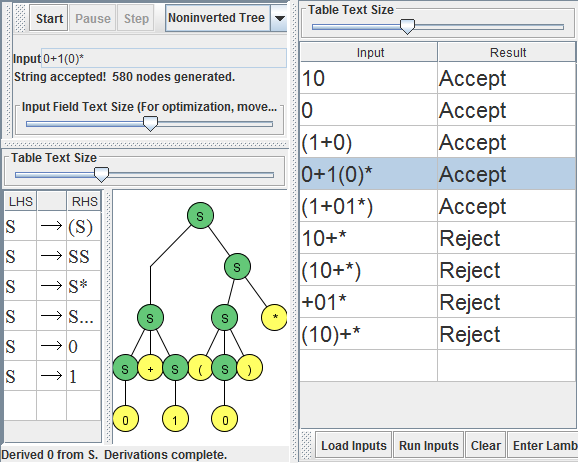 Start Pause Step Noninverted Tree
Input 0+1(0)*
String accepted! 580 nodes generated.
Input Field Text Size (For optimization, move...
Table Text Size
LHS RHS
S → (S)
S → SS
S → S*
S → S...
S → 0
S → 1
S
S
S S *
S + S ( S )
0 1 0
Derived 0 from S. Derivations complete.
Table Text Size
Input Result
10 Accept
0 Accept
(1+0) Accept
0+1(0)* Accept
(1+01*) Accept
10+* Reject
(10+*) Reject
+01* Reject
(10)+* Reject
Load Inputs Run Inputs Clear Enter Lamb